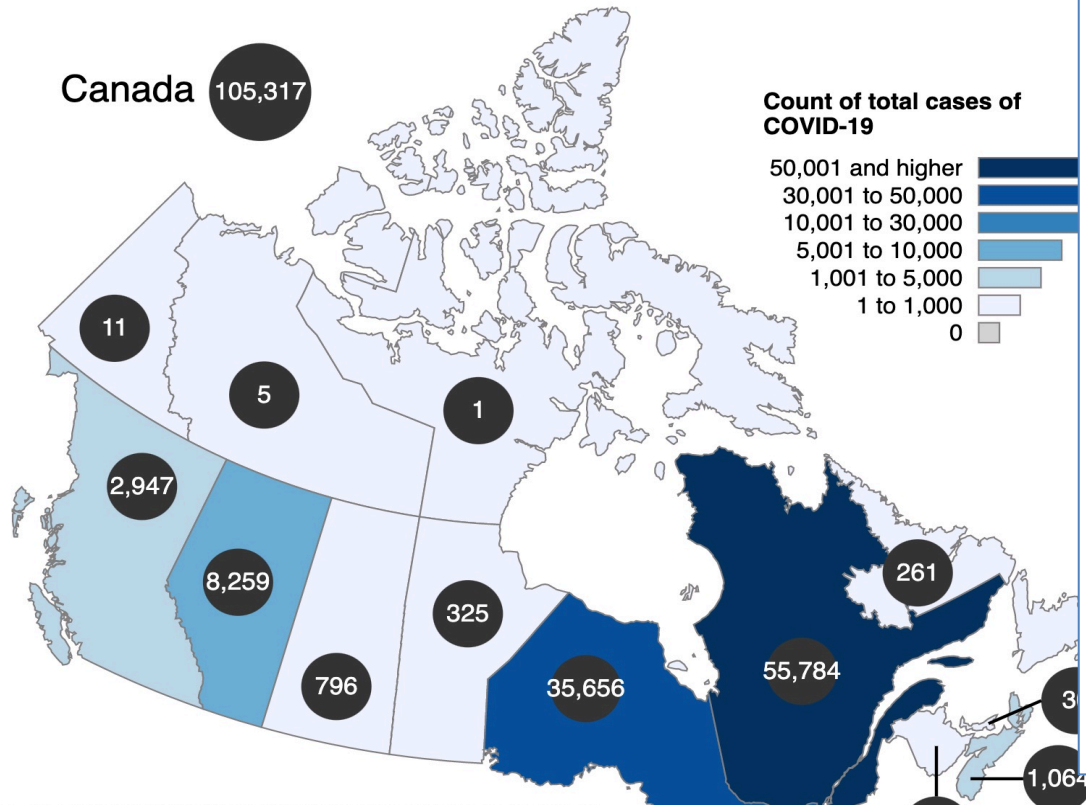 Canada 105,317
Count of total cases of
COVID-19
50,001 and higher
30,001 to 50,000
10,001 to 30,000
5,001 to 10,000
1,001 to 5,000
1 to 1,000
0
11
5
1
2,947
8,259
261
325
796
35,656
55,784
1,064